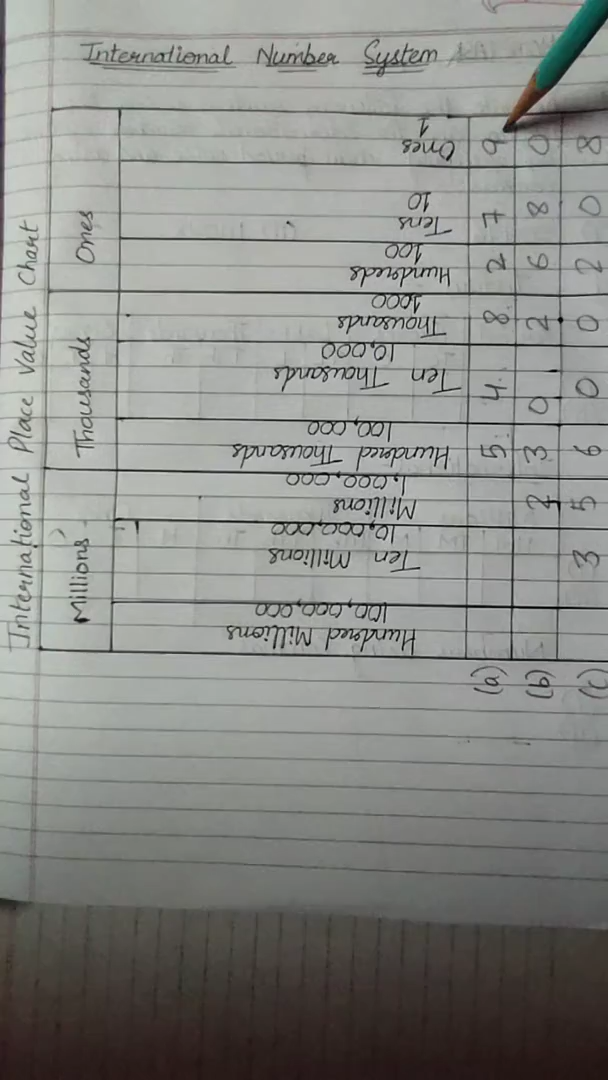 International Number System
International Place Value Chart
Millions
Thousands
Ones
Hundred Millions
100,000,000
Ten Millions
10,000,000
Millions
1,000,000
Hundred Thousands
100,000
Ten Thousands
10,000
Thousands
1000
Hundreds
100
Tens
10
Ones
1
(a) 5 4 8 2 7 9
(b) 2 3 0 2 6 8 0
(c) 3 5 6 0 0 2 0 8